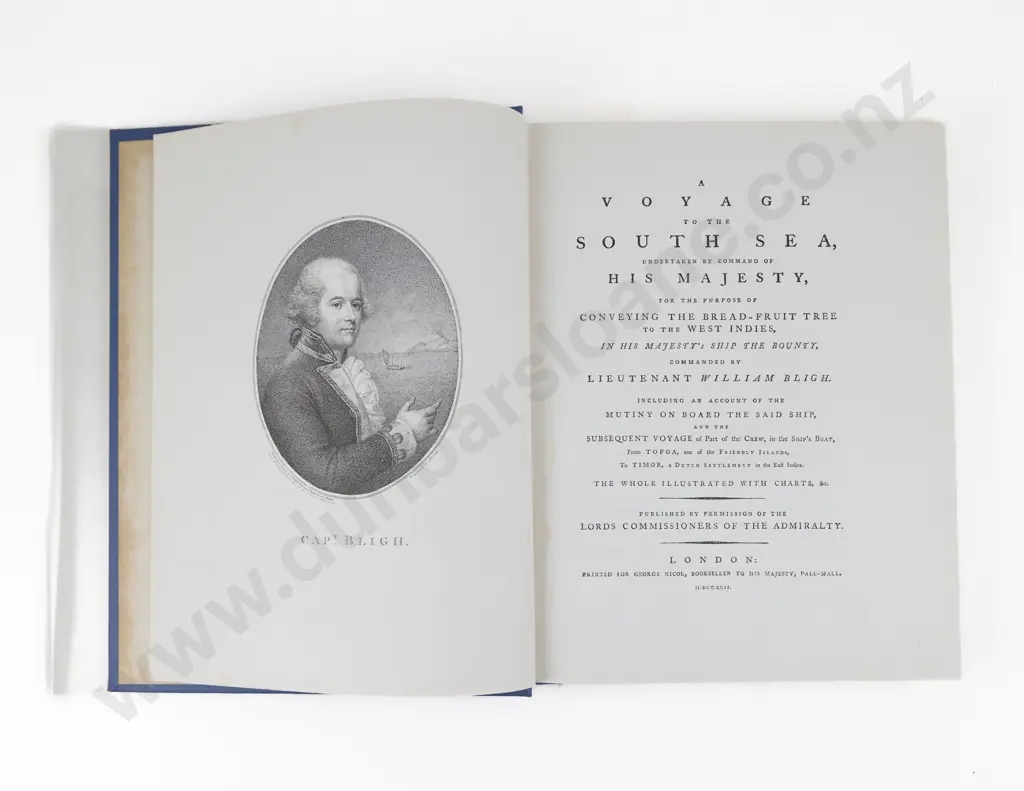 CAPT. BLIGH.
A
VOYAGE
TO THE
SOUTH SEA,
UNDERTAKEN BY COMMAND OF
HIS MAJESTY,
FOR THE PURPOSE OF
CONVEYING THE BREAD-FRUIT TREE
TO THE WEST INDIES,
IN HIS MAJESTY'S SHIP THE BOUNTY,
COMMANDED BY
LIEUTENANT WILLIAM BLIGH.
INCLUDING AN ACCOUNT OF THE
MUTINY ON BOARD THE SAID SHIP,
AND THE
SUBSEQUENT VOYAGE of Part of the CREW, in the SHIP'S BOAT,
From TOFOA, one of the FRIENDLY ISLANDS,
To TIMOR, a DUTCH SETTLEMENT in the East Indies.
THE WHOLE ILLUSTRATED WITH CHARTS, &c.
PUBLISHED BY PERMISSION OF THE
LORDS COMMISSIONERS OF THE ADMIRALTY.
LONDON:
PRINTED FOR GEORGE NICOL, BOOKSELLER TO HIS MAJESTY, PALL-MALL.
M.DCC.XCII.
www.dunbarsloane.co.nz